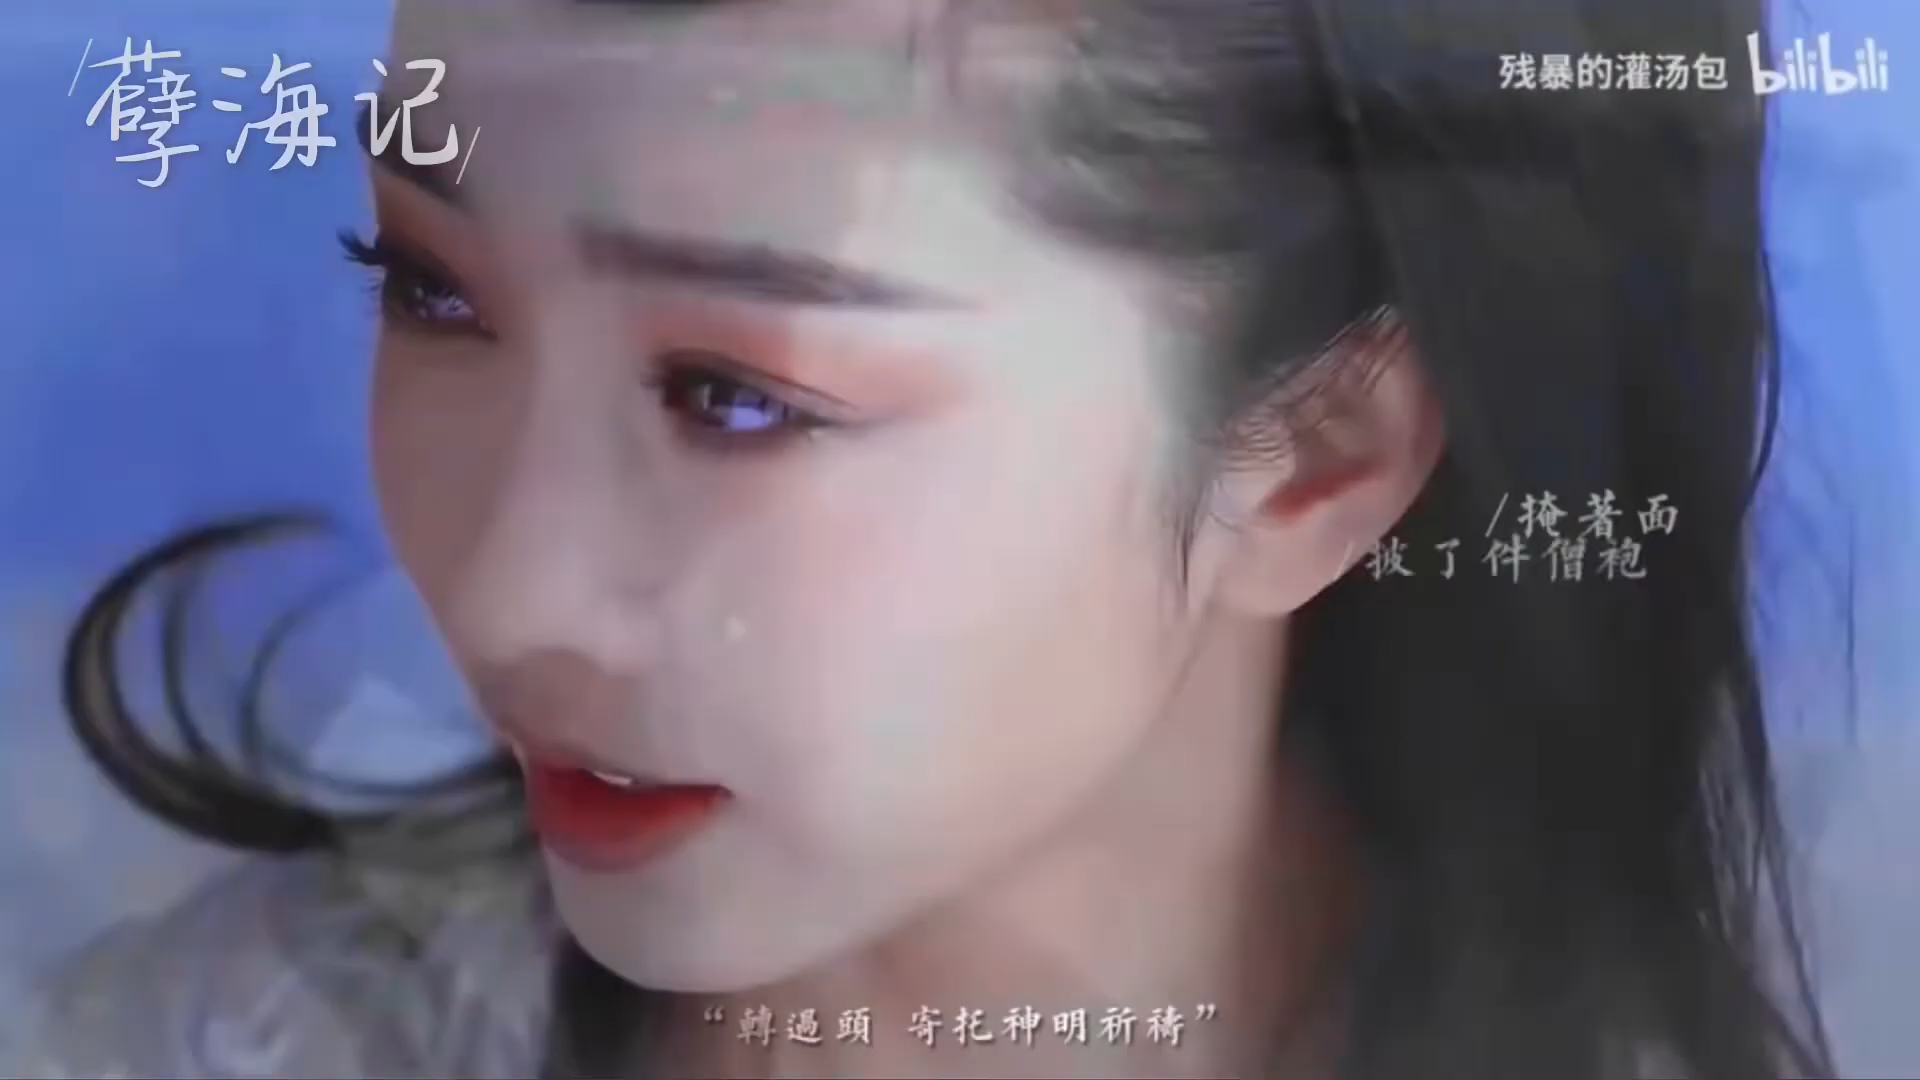 /孽海记/
残暴的灌汤包 bilibili
/掩著面
/披了件僧袍
“轉過頭 寄托神明祈禱”